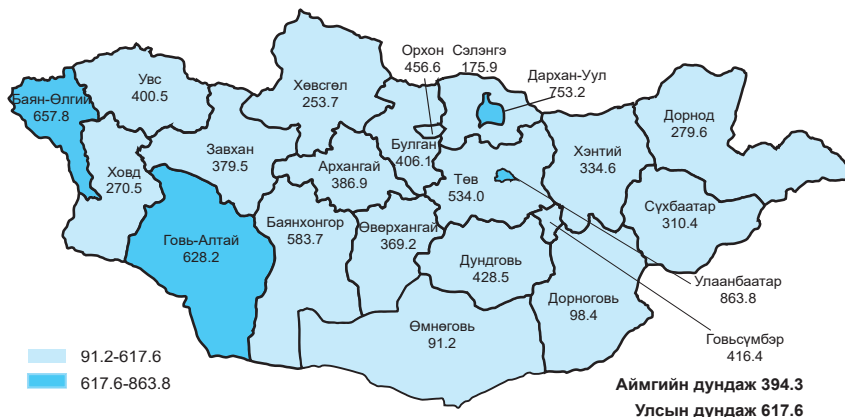 Орхон
456.6
Сэлэнгэ
175.9
Дархан-Уул
753.2
Увс
400.5
Хөвсгөл
253.7
Баян-Өлгий
657.8
Дорнод
279.6
Завхан
379.5
Булган
406.1
Хэнтий
334.6
Ховд
270.5
Архангай
386.9
Төв
534.0
Сүхбаатар
310.4
Говь-Алтай
628.2
Баянхонгор
583.7
Өвөрхангай
369.2
Дундговь
428.5
Улаанбаатар
863.8
Дорноговь
98.4
Өмнөговь
91.2
Говьсүмбэр
416.4
91.2-617.6
617.6-863.8
Аймгийн дундаж 394.3
Улсын дундаж 617.6